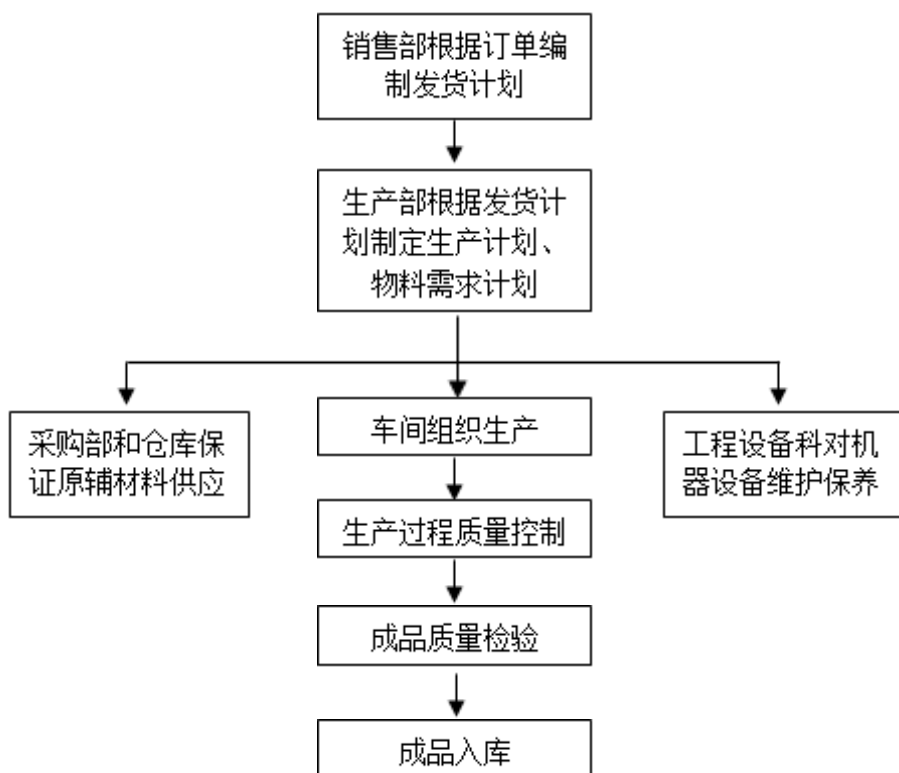 销售部根据订单编
制发货计划
生产部根据发货计
划制定生产计划、
物料需求计划
采购部和仓库保
证原辅材料供应
车间组织生产
工程设备科对机
器设备维护保养
生产过程质量控制
成品质量检验
成品入库